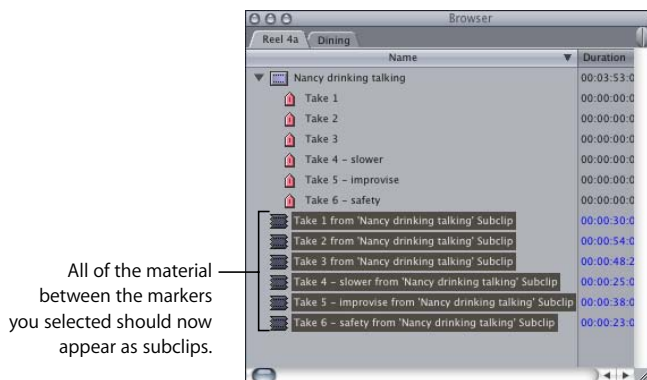 Browser
Reel 4a Dining
Name Duration
Nancy drinking talking 00:03:53:0
Take 1 00:00:00:0
Take 2 00:00:00:0
Take 3 00:00:00:0
Take 4 – slower 00:00:00:0
Take 5 – improvise 00:00:00:0
Take 6 – safety 00:00:00:0
Take 1 from 'Nancy drinking talking' Subclip 00:00:30:0
Take 2 from 'Nancy drinking talking' Subclip 00:00:54:0
Take 3 from 'Nancy drinking talking' Subclip 00:00:48:2
Take 4 – slower from 'Nancy drinking talking' Subclip 00:00:25:0
Take 5 – improvise from 'Nancy drinking talking' Subclip 00:00:38:0
Take 6 – safety from 'Nancy drinking talking' Subclip 00:00:23:0
All of the material
between the markers
you selected should now
appear as subclips.